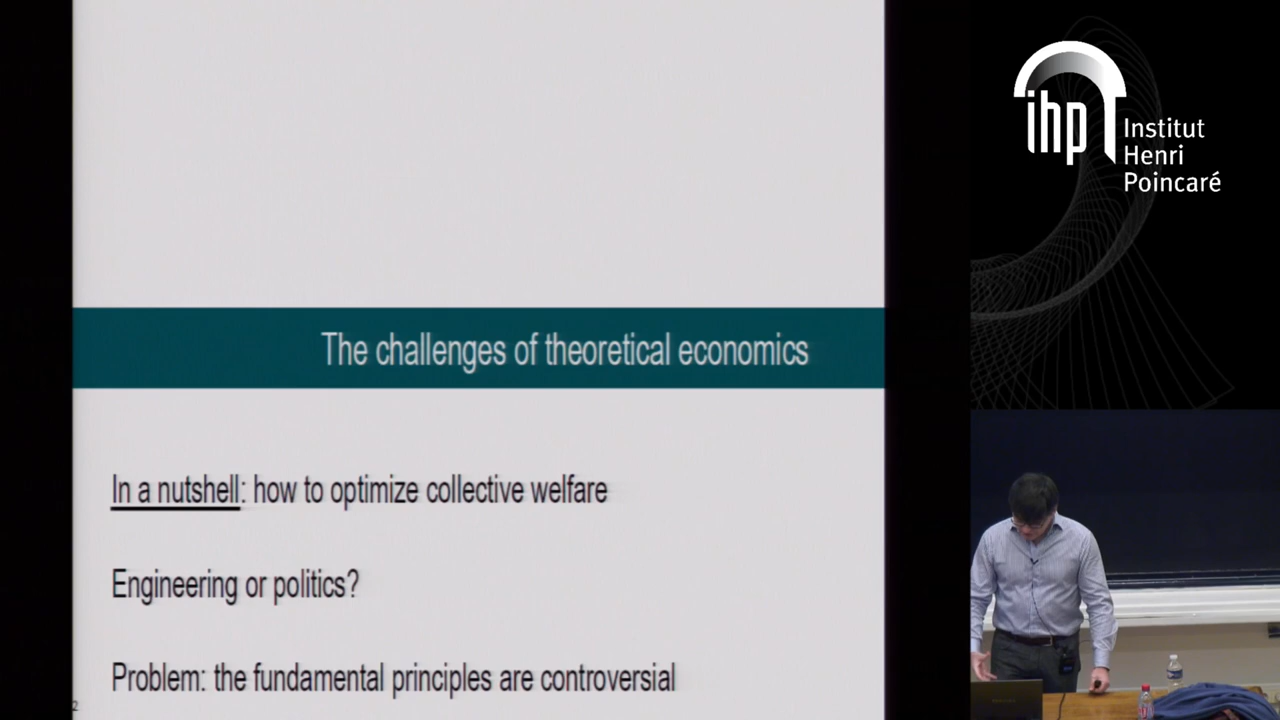 ihp
Institut
Henri
Poincaré
The challenges of theoretical economics
In a nutshell: how to optimize collective welfare
Engineering or politics?
Problem: the fundamental principles are controversial
2